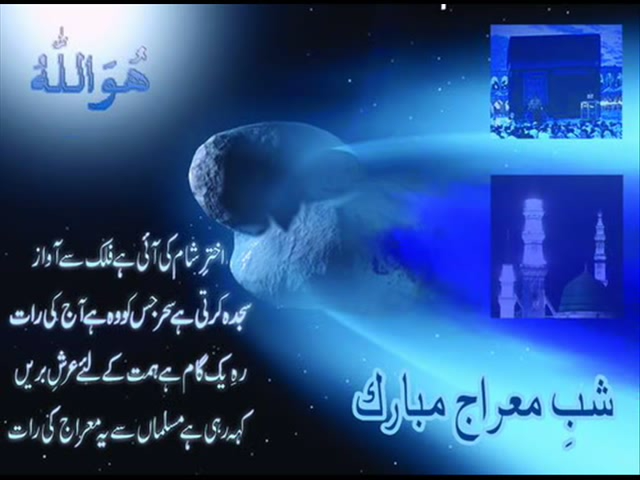 هُوَ اللّٰهُ
اخترِ شام کی آئی ہے فلک سے آواز
سجدہ کرتی ہے سحر جس کو وہ ہے آج کی رات
رہِ یک گام ہے ہمت کے لئے عرشِ بریں
کہہ رہی ہے مسلماں سے یہ معراج کی رات
شبِ معراج مبارک